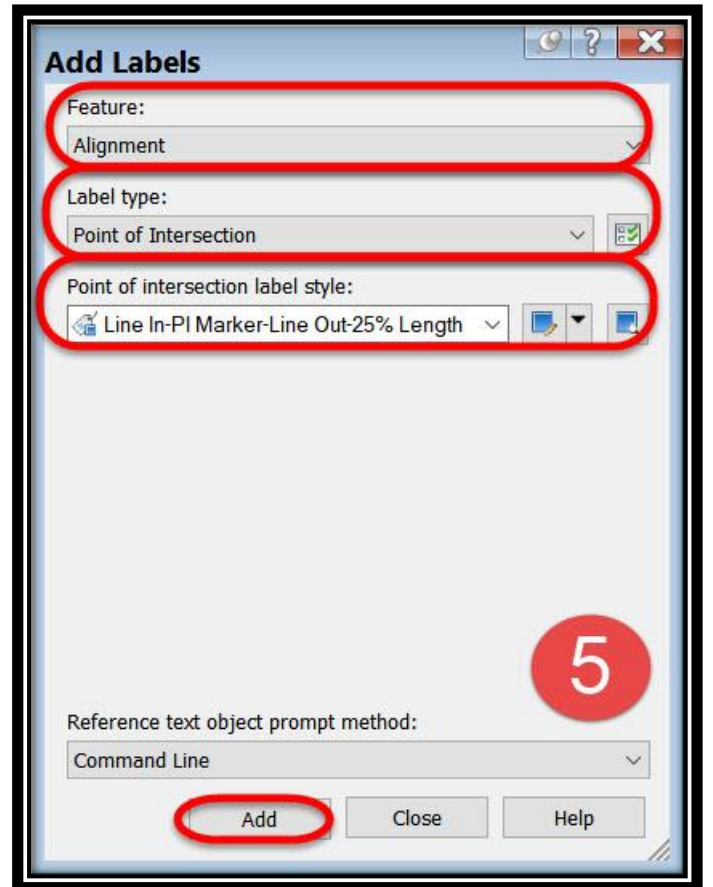 Add Labels
?
Feature:
Alignment
Label type:
Point of Intersection
Point of intersection label style:
Line In-PI Marker-Line Out-25% Length
5
Reference text object prompt method:
Command Line
Add Close Help